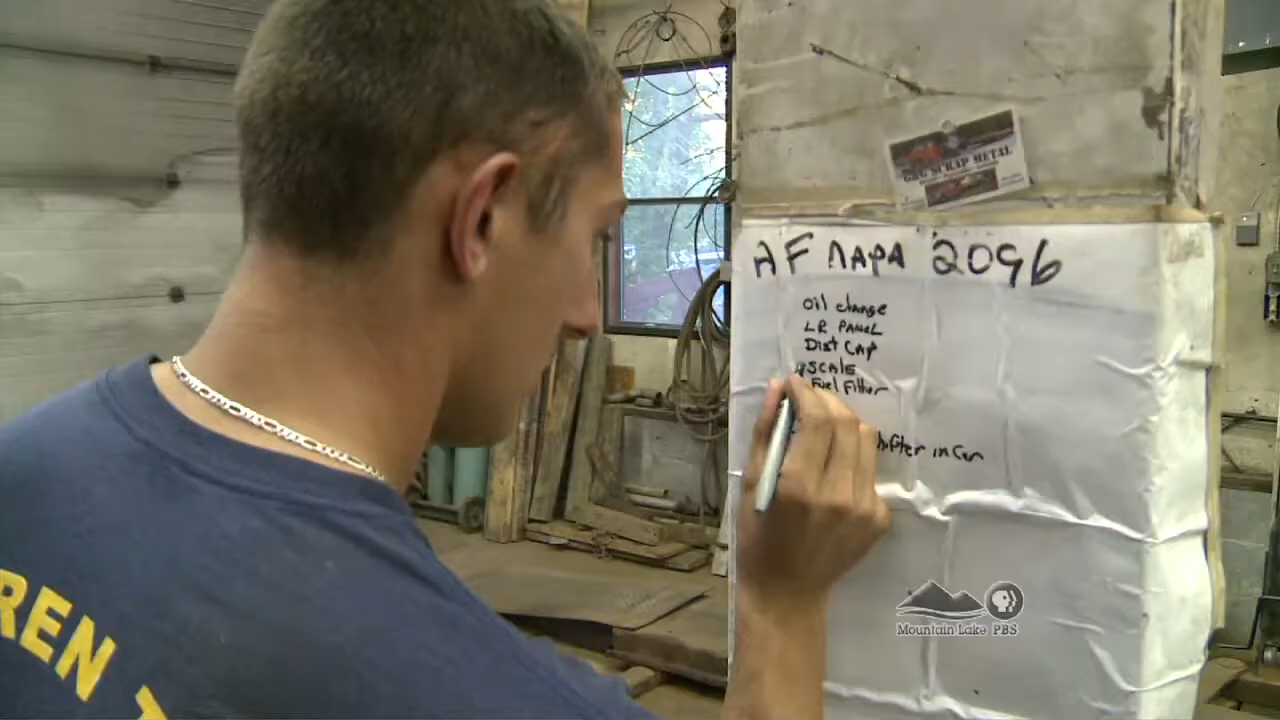 G&G SCRAP METAL
AF NAPA 2096
Oil change
LR PANEL
Dist CAP
SCALE
Fuel Filter
hifter in Car
REN
Mountain Lake PBS